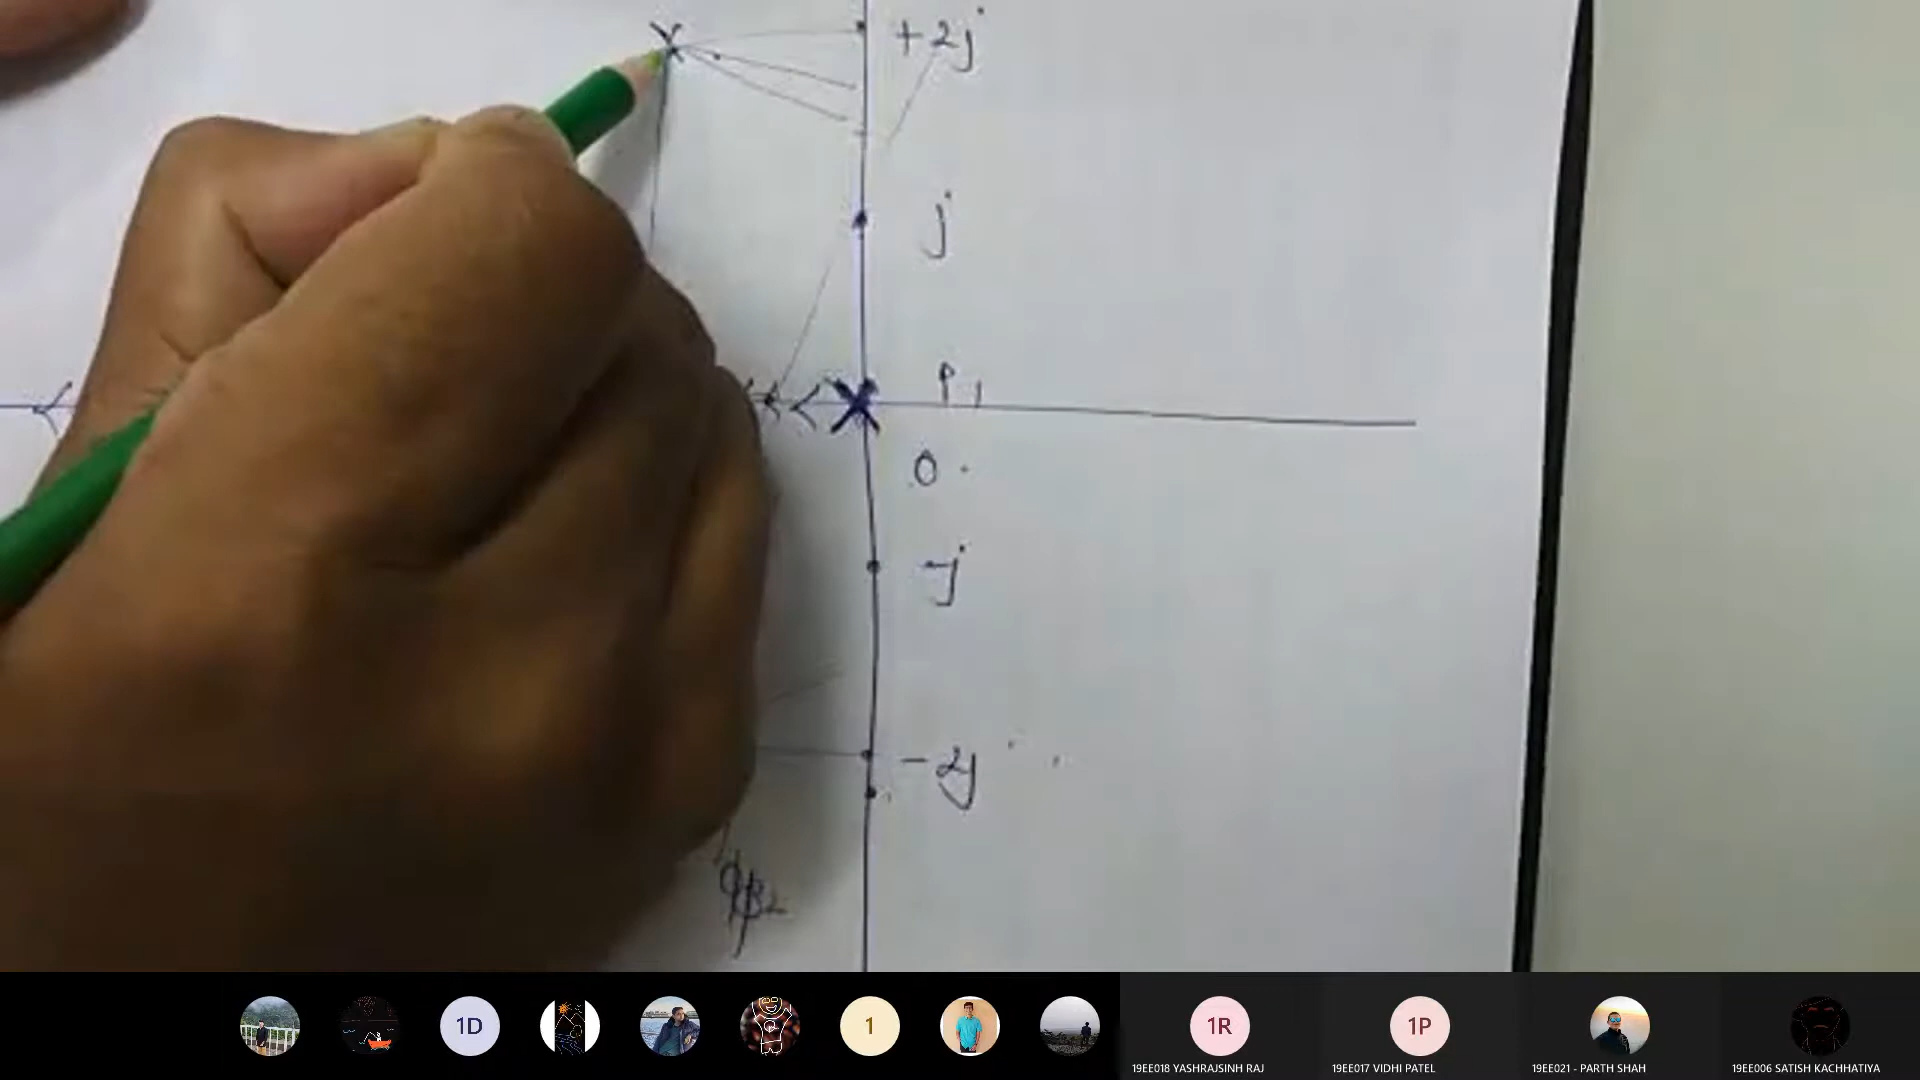 +2j
j
P1
0
-j
-2j
1D
1
1R
1P
19EE018 YASHRAJSINH RAJ
19EE017 VIDHI PATEL
19EE021 - PARTH SHAH
19EE006 SATISH KACHHATIYA